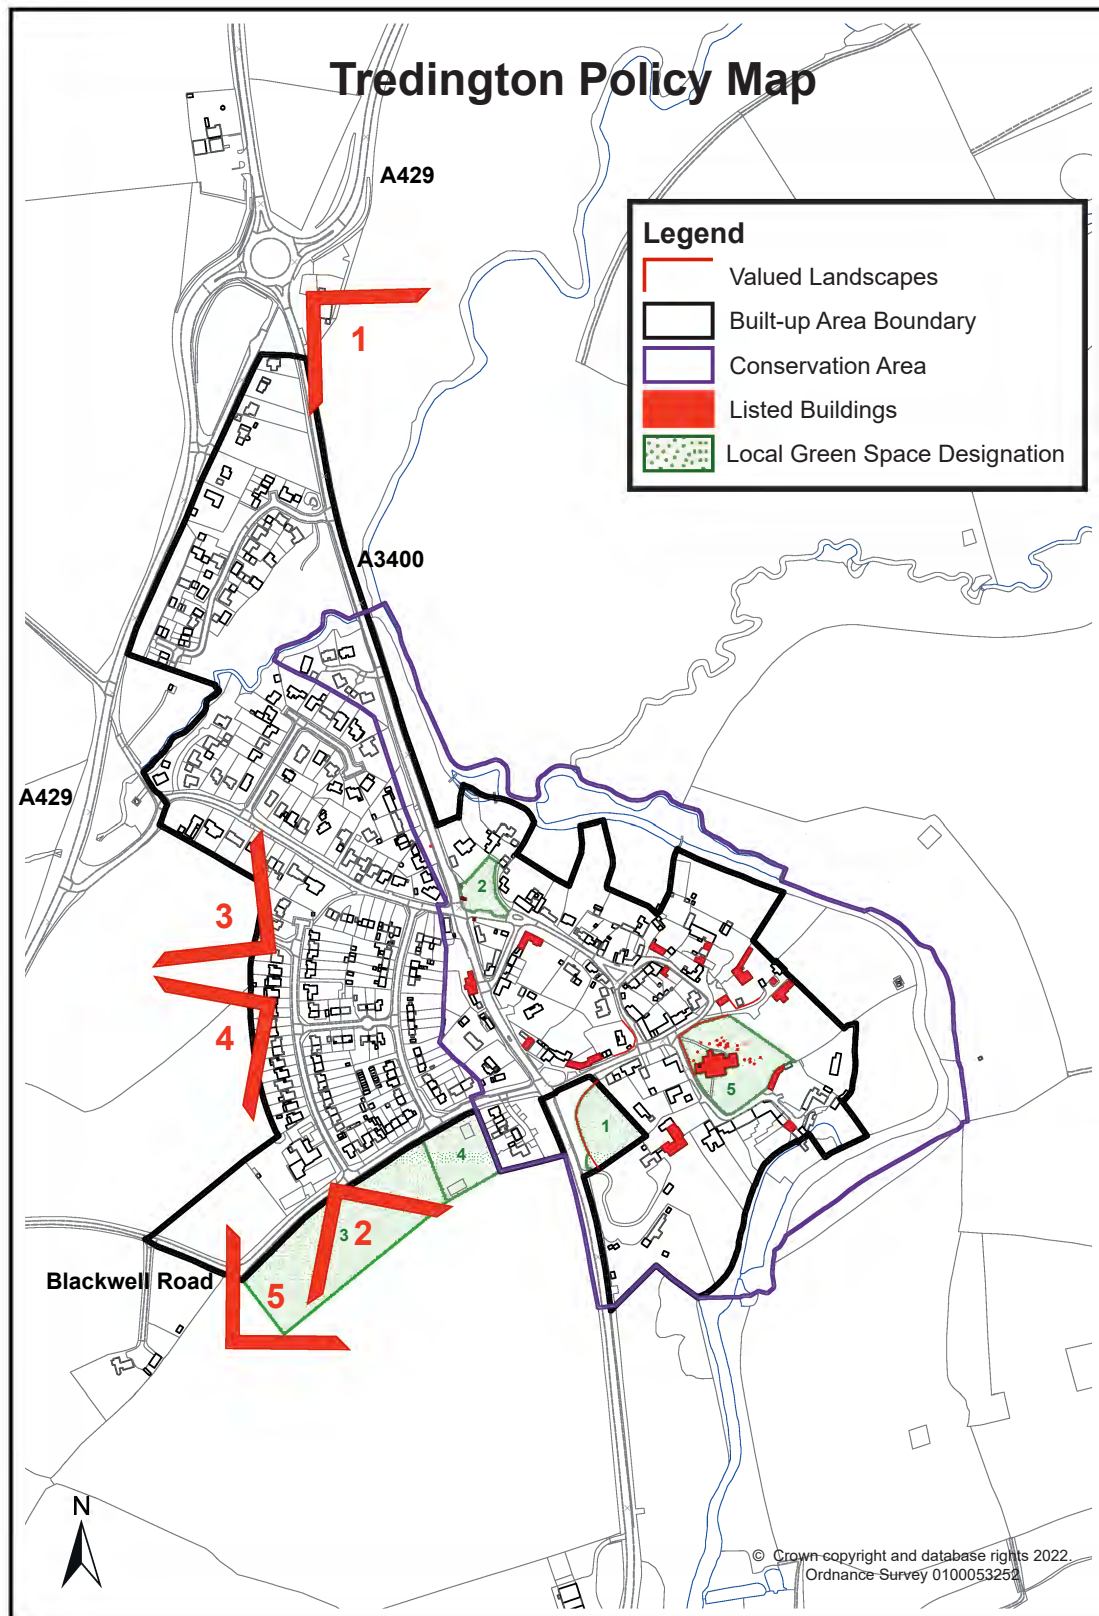 Tredington Policy Map
A429
Legend
Valued Landscapes
Built-up Area Boundary
Conservation Area
Listed Buildings
Local Green Space Designation
1
A3400
A429
2
3
4
5
1
4
3
2
Blackwell Road
5
N
© Crown copyright and database rights 2022.
Ordnance Survey 0100053252